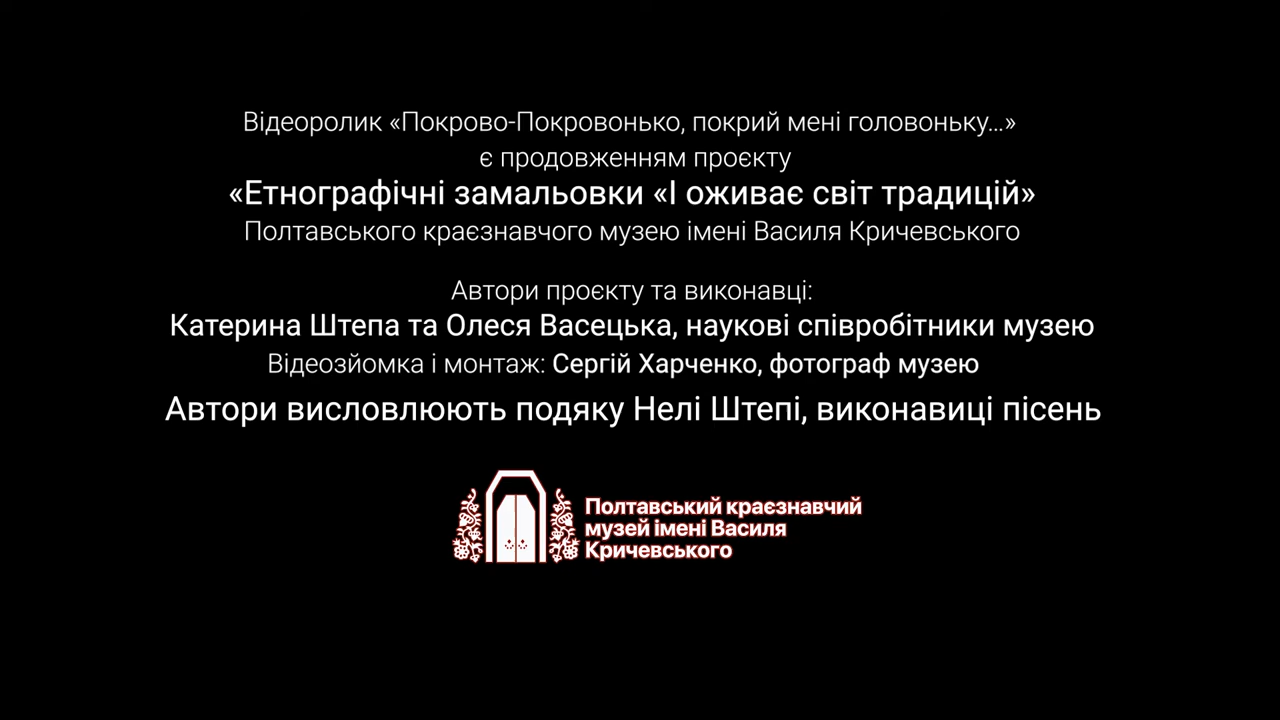 Відеоролик «Покрово-Покровонько, покрий мені головоньку…»
є продовженням проєкту
«Етнографічні замальовки «І оживає світ традицій»
Полтавського краєзнавчого музею імені Василя Кричевського
Автори проєкту та виконавці:
Катерина Штепа та Олеся Васецька, наукові співробітники музею
Відеозйомка і монтаж: Сергій Харченко, фотограф музею
Автори висловлюють подяку Нелі Штепі, виконавиці пісень
Полтавський краєзнавчий
музей імені Василя
Кричевського